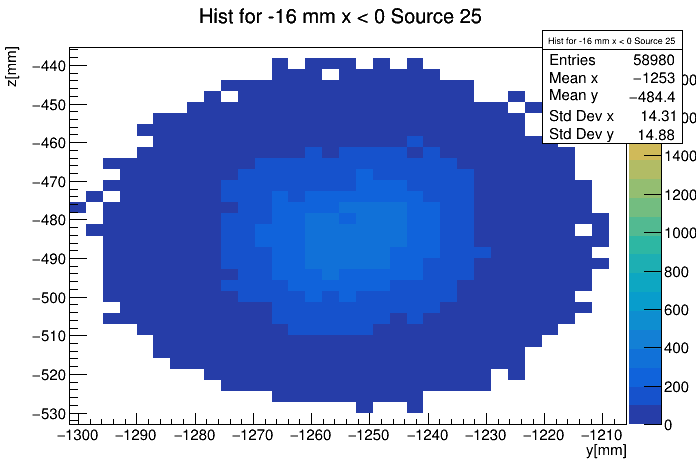 Hist for -16 mm x < 0 Source 25
z[mm]
Hist for -16 mm x < 0 Source 25
Entries 58980
Mean x −1253
Mean y −484.4
Std Dev x 14.31
Std Dev y 14.88
−440
−450
−460
−470
−480
−490
−500
−510
−520
−530
1400
1200
1000
800
600
400
200
0
−1300 −1290 −1280 −1270 −1260 −1250 −1240 −1230 −1220 −1210
y[mm]